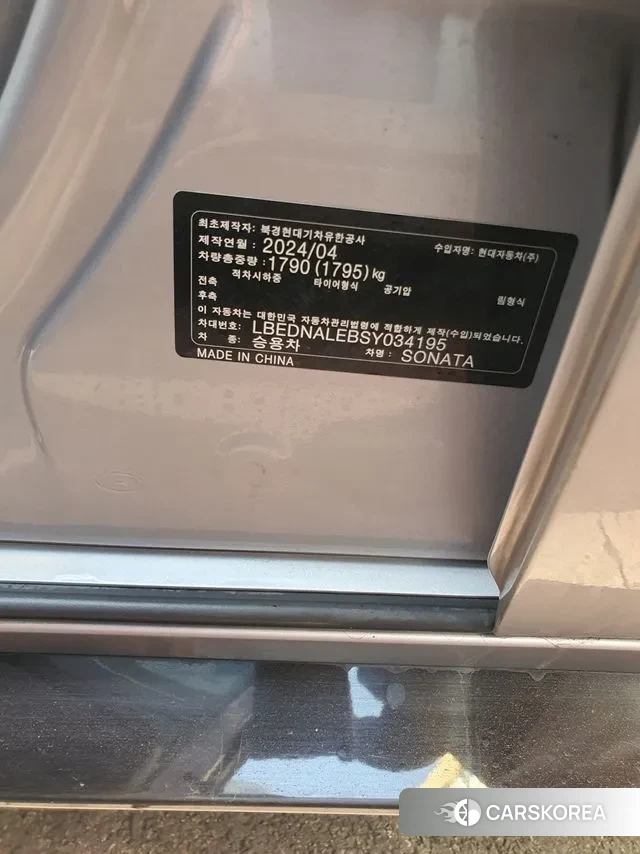 최초제작자: 북경현대기차유한공사 수입자명: 현대자동차(주)
제작연월: 2024/04
차량총중량: 1790 (1795) kg
적차시하중 타이어형식 공기압 림형식
전축
후축
이 자동차는 대한민국 자동차관리법령에 적합하게 제작(수입)되었습니다.
차대번호: LBEDNALEBSY034195
차 종: 승용차 차명: SONATA
MADE IN CHINA
CARSKOREA